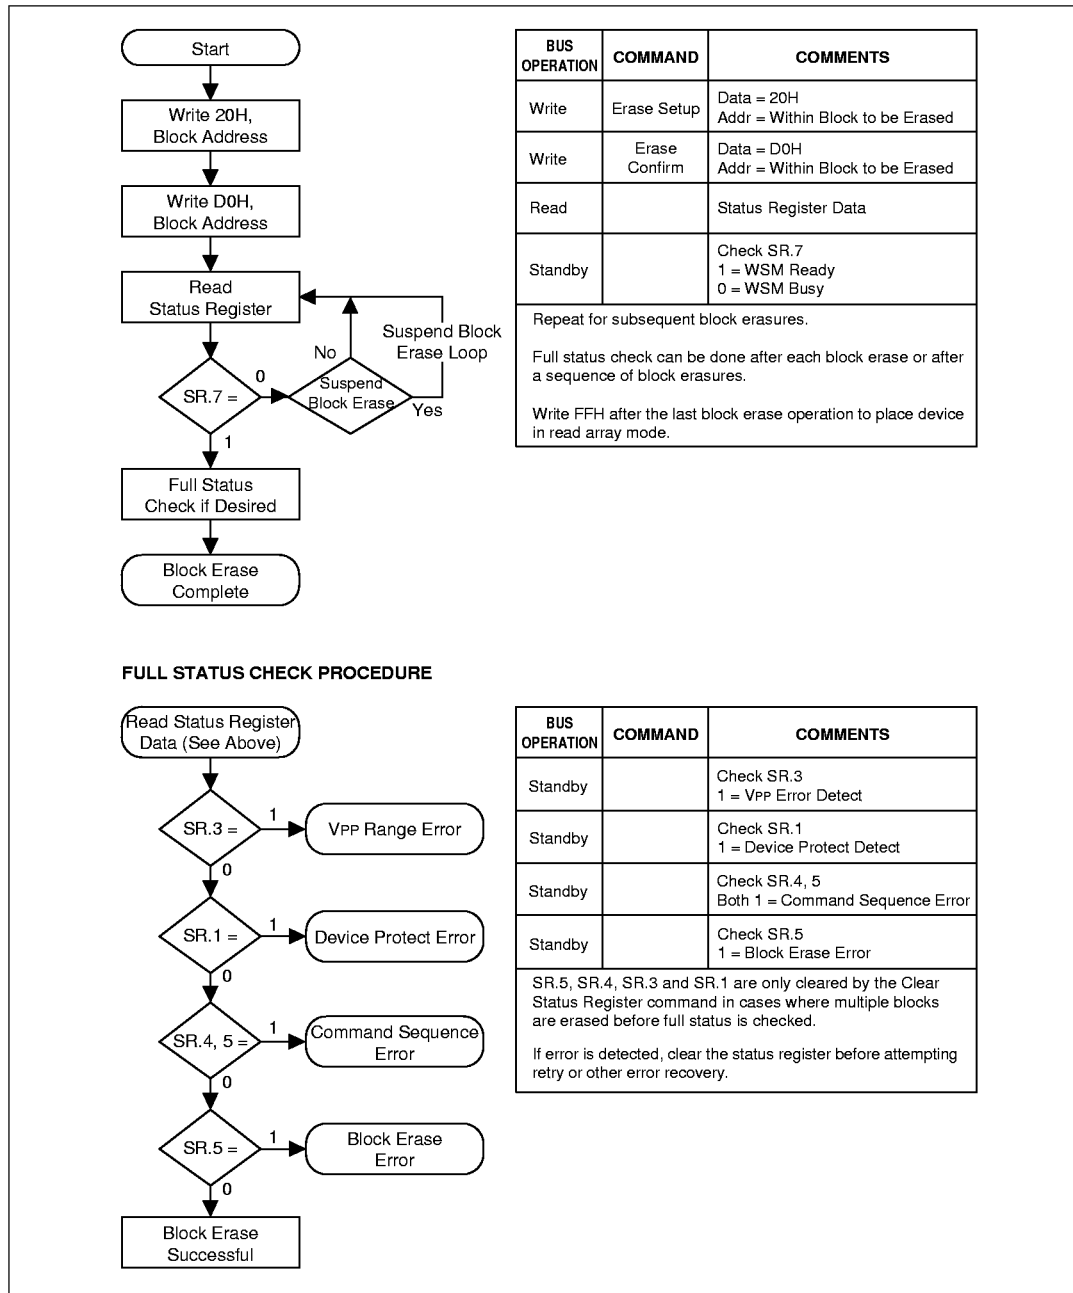 Start
Write 20H,
Block Address
Write D0H,
Block Address
Read
Status Register
Suspend Block
Erase Loop
No
0
SR.7 =
Suspend
Block Erase
Yes
1
Full Status
Check if Desired
Block Erase
Complete
BUS
OPERATION
COMMAND
COMMENTS
Write
Erase Setup
Data = 20H
Addr = Within Block to be Erased
Write
Erase
Confirm
Data = D0H
Addr = Within Block to be Erased
Read
Status Register Data
Standby
Check SR.7
1 = WSM Ready
0 = WSM Busy
Repeat for subsequent block erasures.
Full status check can be done after each block erase or after
a sequence of block erasures.
Write FFH after the last block erase operation to place device
in read array mode.
FULL STATUS CHECK PROCEDURE
Read Status Register
Data (See Above)
SR.3 =
1
VPP Range Error
0
SR.1 =
1
Device Protect Error
0
SR.4, 5 =
1
Command Sequence
Error
0
SR.5 =
1
Block Erase
Error
0
Block Erase
Successful
BUS
OPERATION
COMMAND
COMMENTS
Standby
Check SR.3
1 = VPP Error Detect
Standby
Check SR.1
1 = Device Protect Detect
Standby
Check SR.4, 5
Both 1 = Command Sequence Error
Standby
Check SR.5
1 = Block Erase Error
SR.5, SR.4, SR.3 and SR.1 are only cleared by the Clear
Status Register command in cases where multiple blocks
are erased before full status is checked.
If error is detected, clear the status register before attempting
retry or other error recovery.